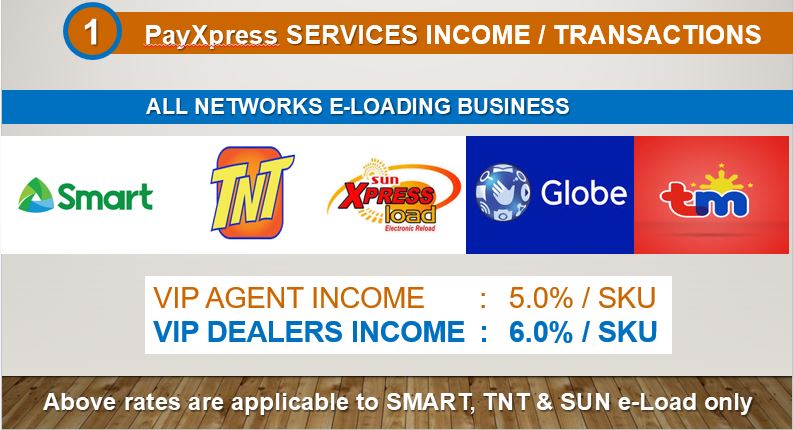 1 PayXpress SERVICES INCOME / TRANSACTIONS
ALL NETWORKS E-LOADING BUSINESS
Smart
TNT
sun
XPRESS
load
Electronic Reload
Globe
tm
VIP AGENT INCOME : 5.0% / SKU
VIP DEALERS INCOME : 6.0% / SKU
Above rates are applicable to SMART, TNT & SUN e-Load only